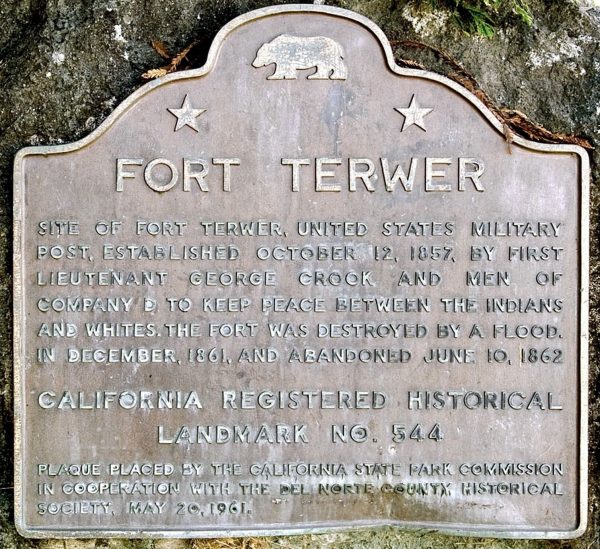 FORT TERWER
SITE OF FORT TERWER, UNITED STATES MILITARY
POST, ESTABLISHED OCTOBER 12, 1857, BY FIRST
LIEUTENANT GEORGE CROOK AND MEN OF
COMPANY D, TO KEEP PEACE BETWEEN THE INDIANS
AND WHITES. THE FORT WAS DESTROYED BY A FLOOD,
IN DECEMBER, 1861, AND ABANDONED JUNE 10, 1862
CALIFORNIA REGISTERED HISTORICAL
LANDMARK NO. 544
PLAQUE PLACED BY THE CALIFORNIA STATE PARK COMMISSION
IN COOPERATION WITH THE DEL NORTE COUNTY HISTORICAL
SOCIETY, MAY 20, 1961.